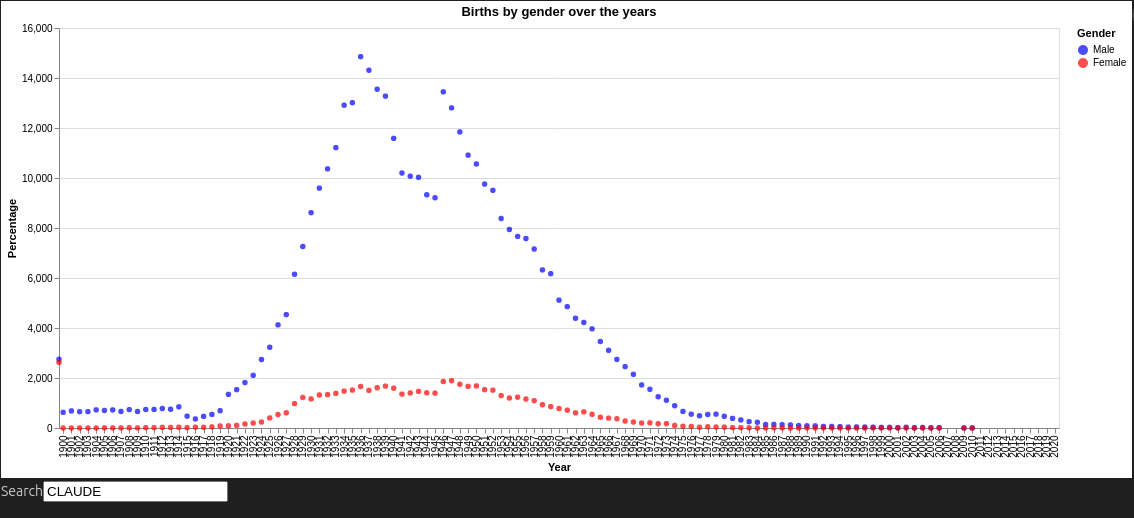 Births by gender over the years
Gender
Male
Female
Percentage
16,000
14,000
12,000
10,000
8,000
6,000
4,000
2,000
0
1900 1901 1902 1903 1904 1905 1906 1907 1908 1909 1910 1911 1912 1913 1914 1915 1916 1917 1918 1919 1920 1921 1922 1923 1924 1925 1926 1927 1928 1929 1930 1931 1932 1933 1934 1935 1936 1937 1938 1939 1940 1941 1942 1943 1944 1945 1946 1947 1948 1949 1950 1951 1952 1953 1954 1955 1956 1957 1958 1959 1960 1961 1962 1963 1964 1965 1966 1967 1968 1969 1970 1971 1972 1973 1974 1975 1976 1977 1978 1979 1980 1981 1982 1983 1984 1985 1986 1987 1988 1989 1990 1991 1992 1993 1994 1995 1996 1997 1998 1999 2000 2001 2002 2003 2004 2005 2006 2007 2008 2009 2010 2011 2012 2013 2014 2015 2016 2017 2018 2019 2020
Year
Search CLAUDE